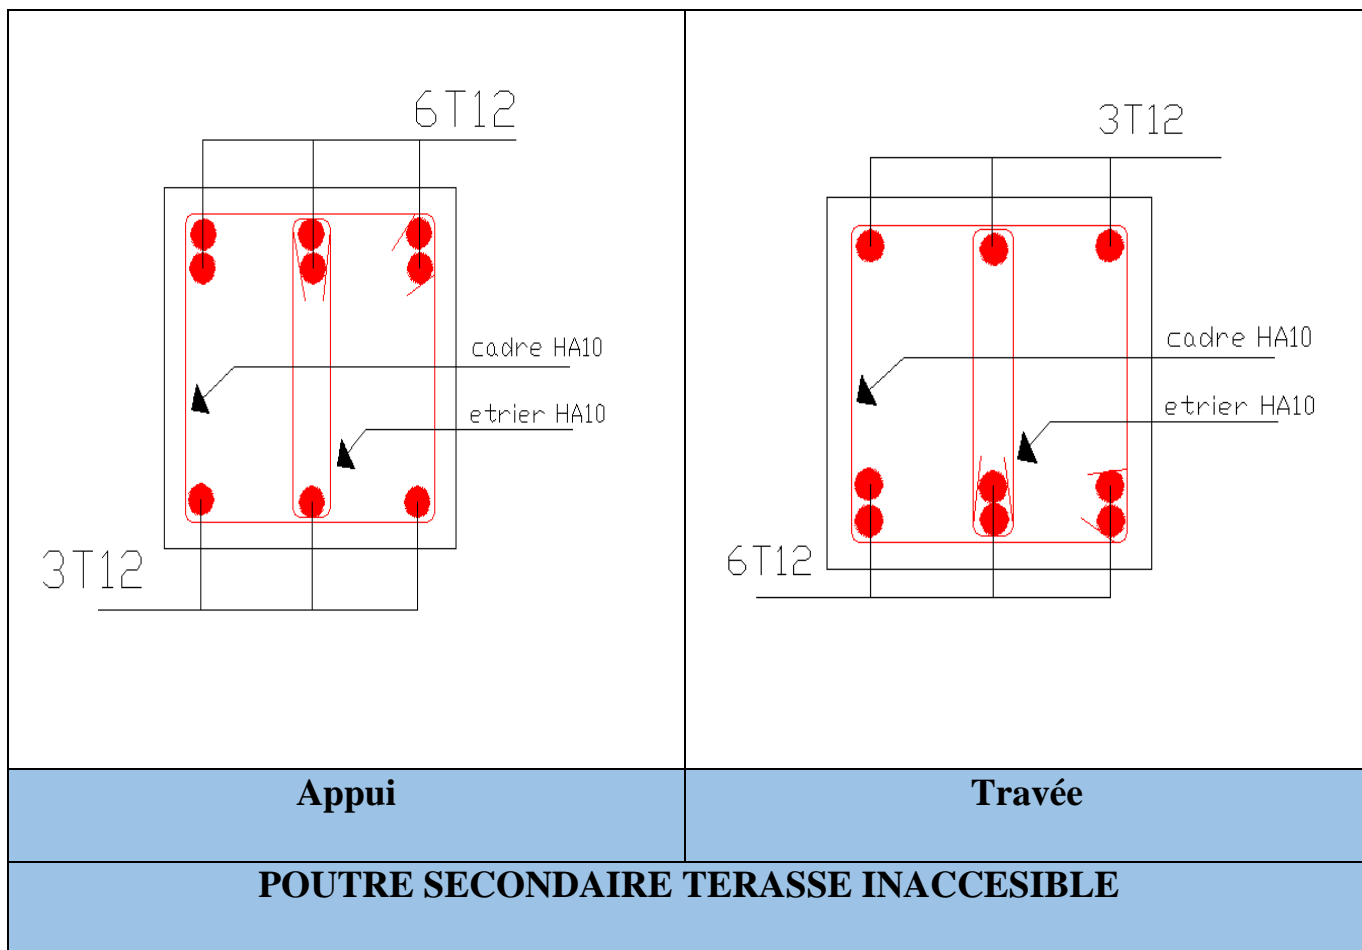 6T12
cadre HA10
etrier HA10
3T12
3T12
cadre HA10
etrier HA10
6T12
Appui
Travée
POUTRE SECONDAIRE TERASSE INACCESIBLE